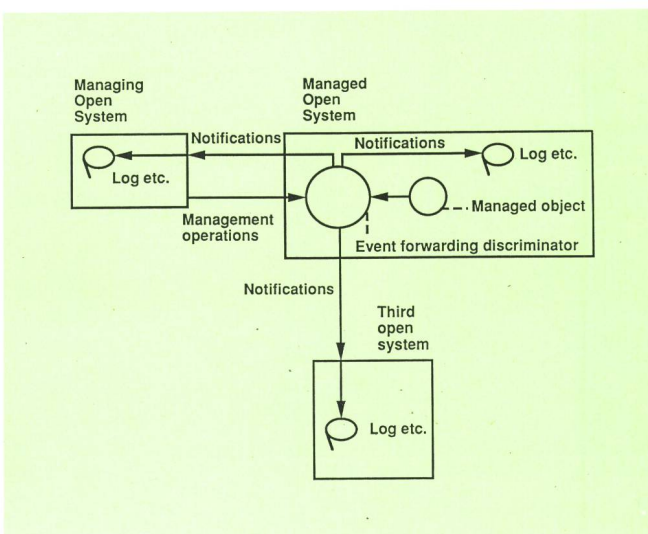 Managing
Open
System
Managed
Open
System
Notifications
Notifications
Log etc.
Log etc.
Managed object
Management
operations
Event forwarding discriminator
Notifications
Third
open
system
Log etc.